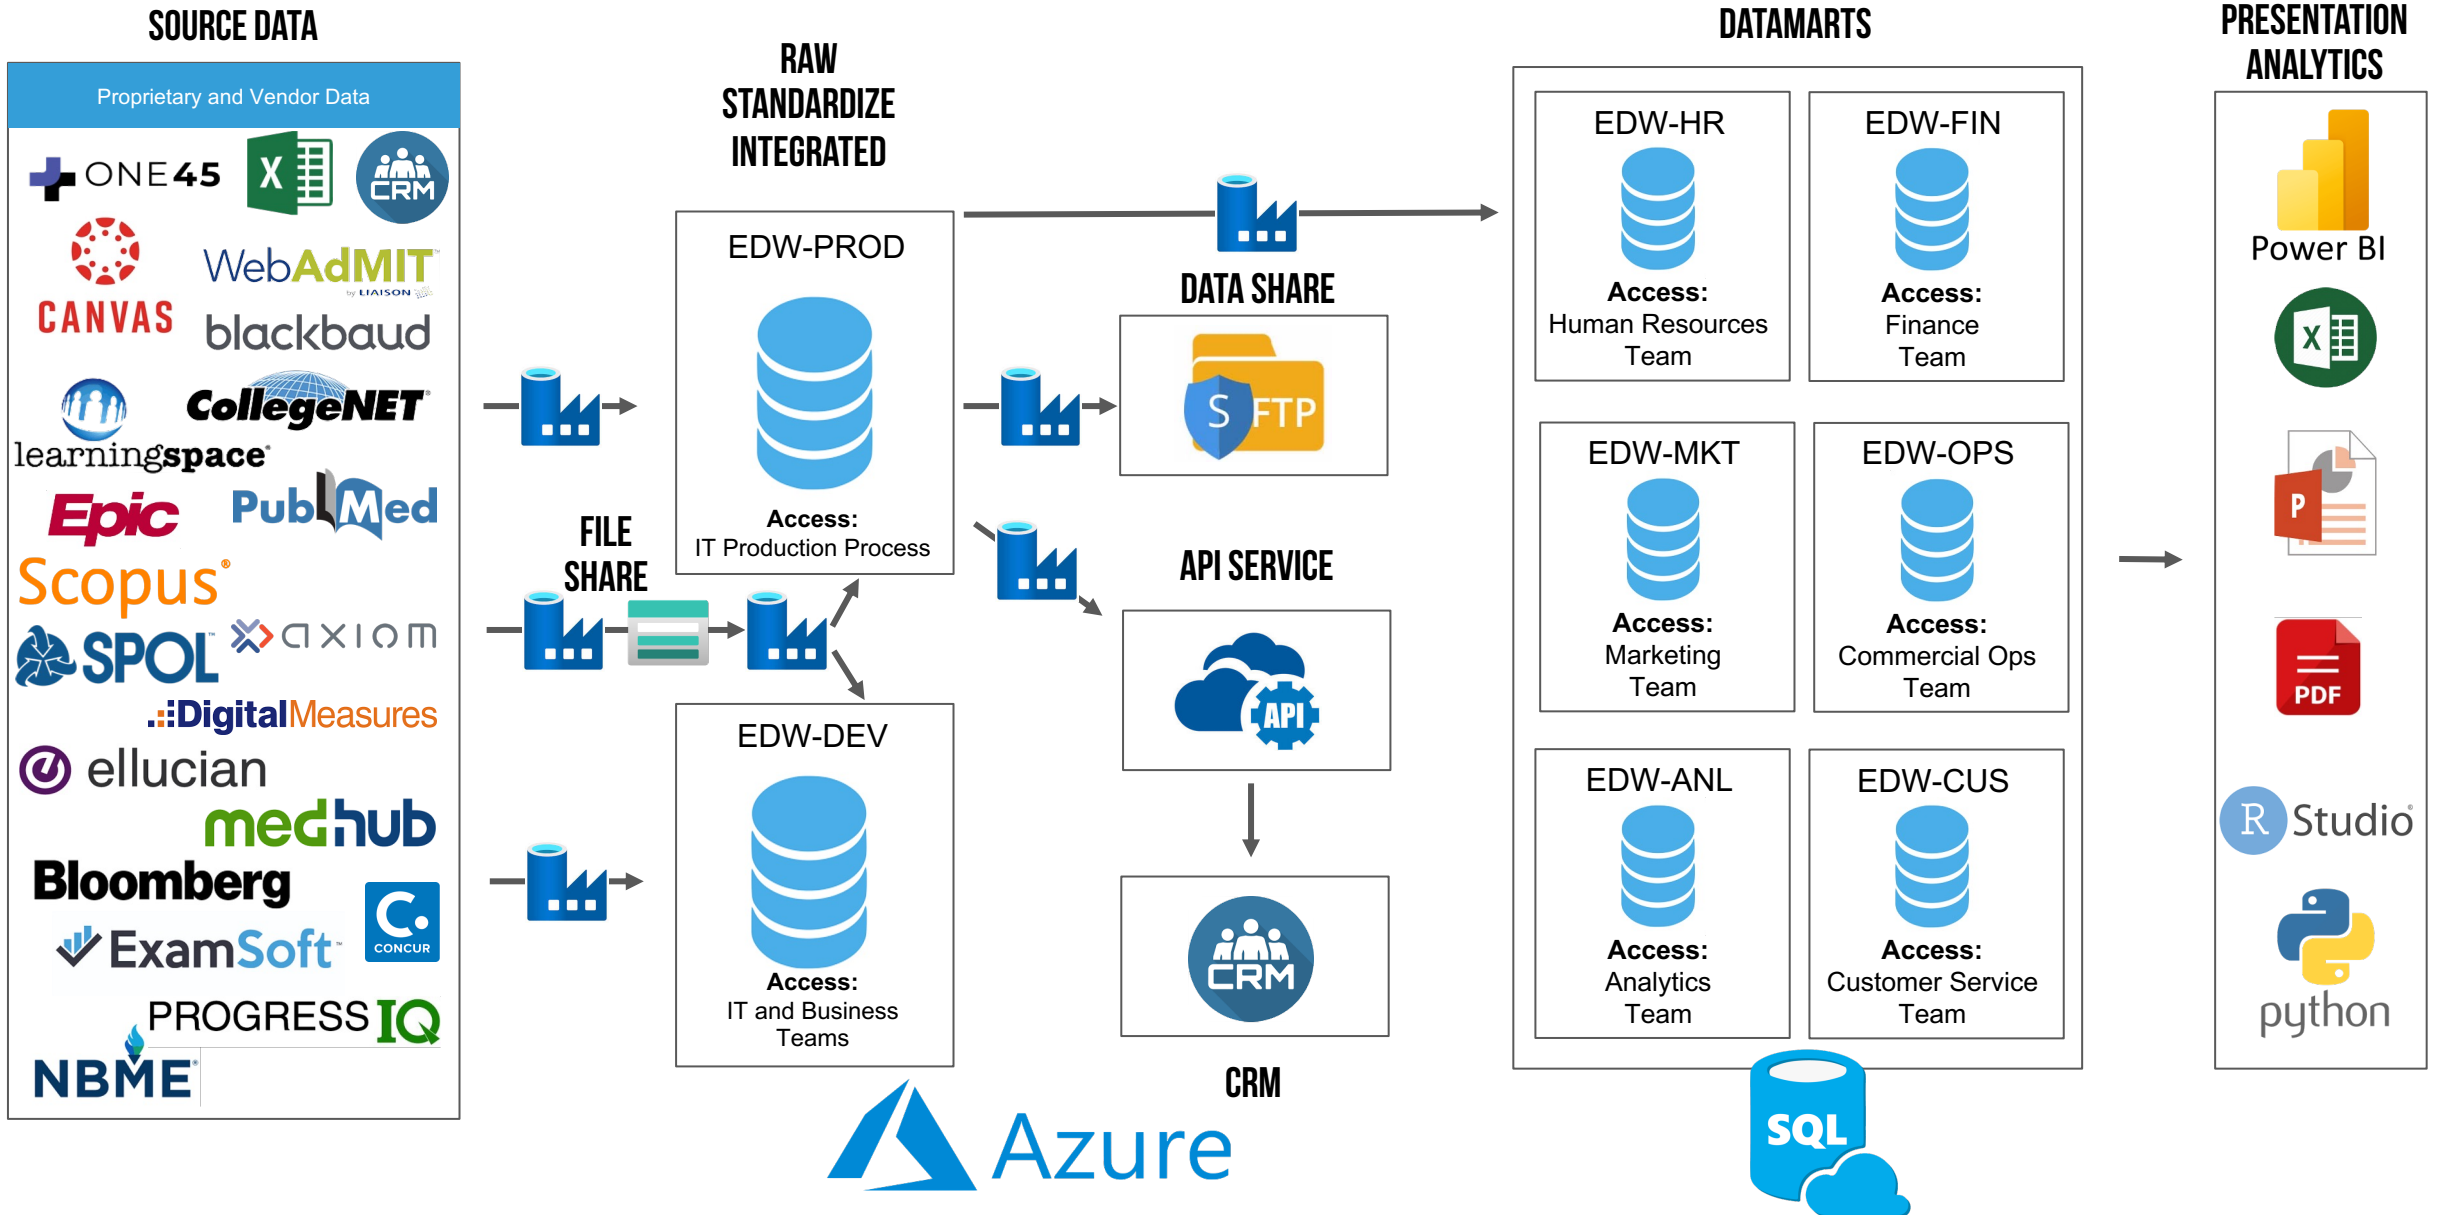 SOURCE DATA
Proprietary and Vendor Data
ONE45
X
CRM
CANVAS
WebAdMIT™
by LIAISON
blackbaud
learningspace®
CollegeNET®
Epic
PubMed
Scopus®
SPOL™
axiom
DigitalMeasures
ellucian
medhub
Bloomberg
C.
CONCUR
ExamSoft™
PROGRESS IQ
NBME®
RAW
STANDARDIZE
INTEGRATED
EDW-PROD
Access:
IT Production Process
FILE
SHARE
EDW-DEV
Access:
IT and Business
Teams
Azure
DATA SHARE
SFTP
API SERVICE
API
CRM
CRM
DATAMARTS
EDW-HR
Access:
Human Resources
Team
EDW-FIN
Access:
Finance
Team
EDW-MKT
Access:
Marketing
Team
EDW-OPS
Access:
Commercial Ops
Team
EDW-ANL
Access:
Analytics
Team
EDW-CUS
Access:
Customer Service
Team
SQL
PRESENTATION
ANALYTICS
Power BI
X
P
PDF
R Studio®
python